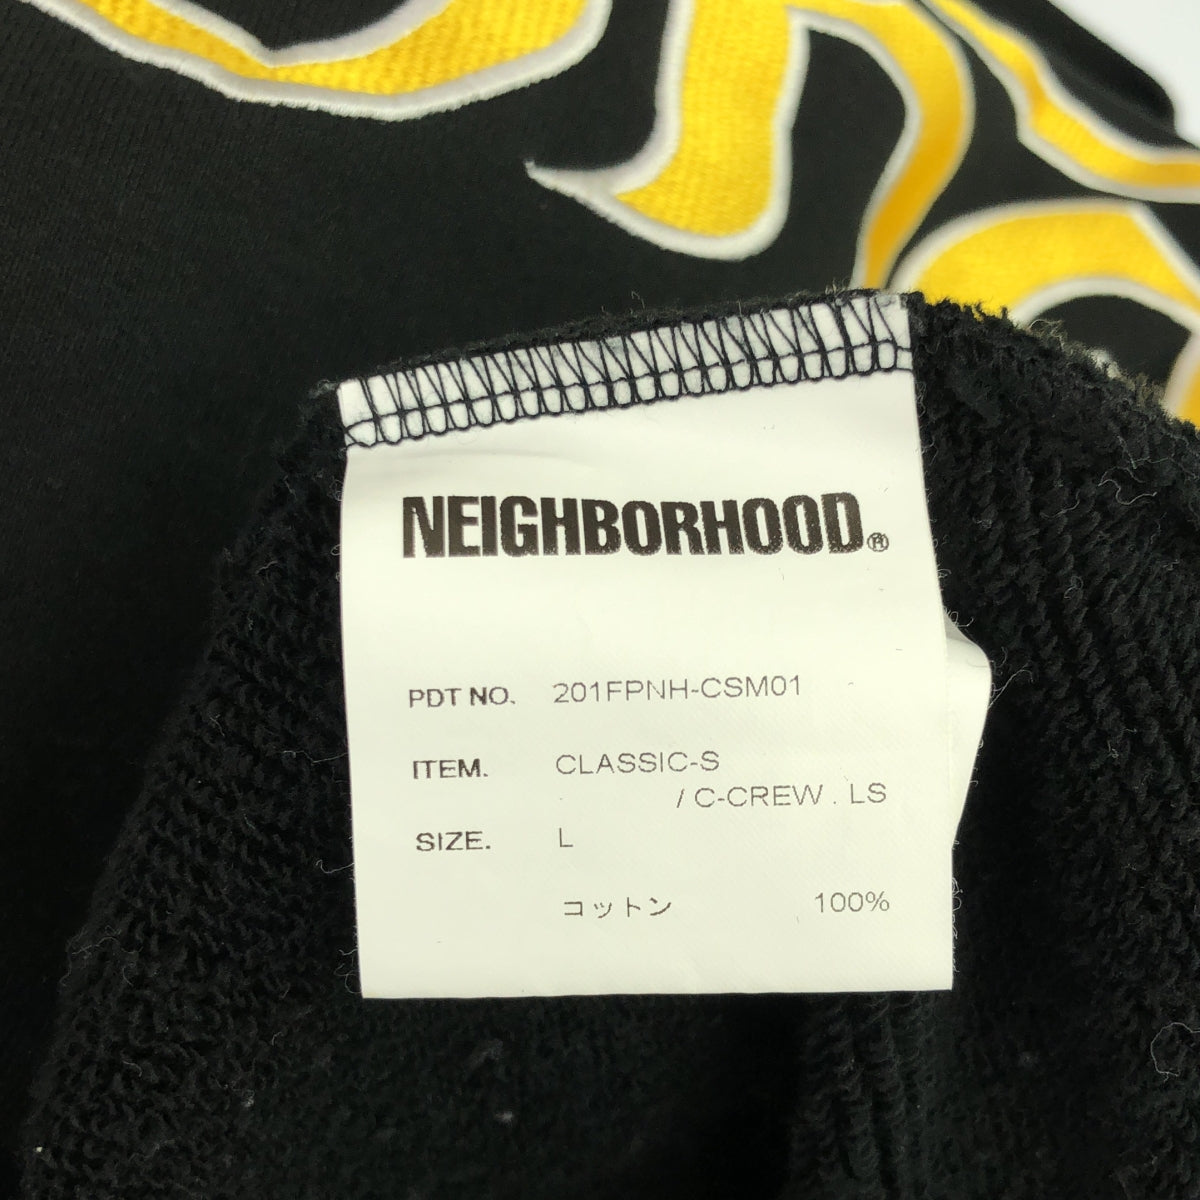 NEIGHBORHOOD®
PDT NO. 201FPNH-CSM01
ITEM. CLASSIC-S
/ C-CREW . LS
SIZE. L
コットン 100%